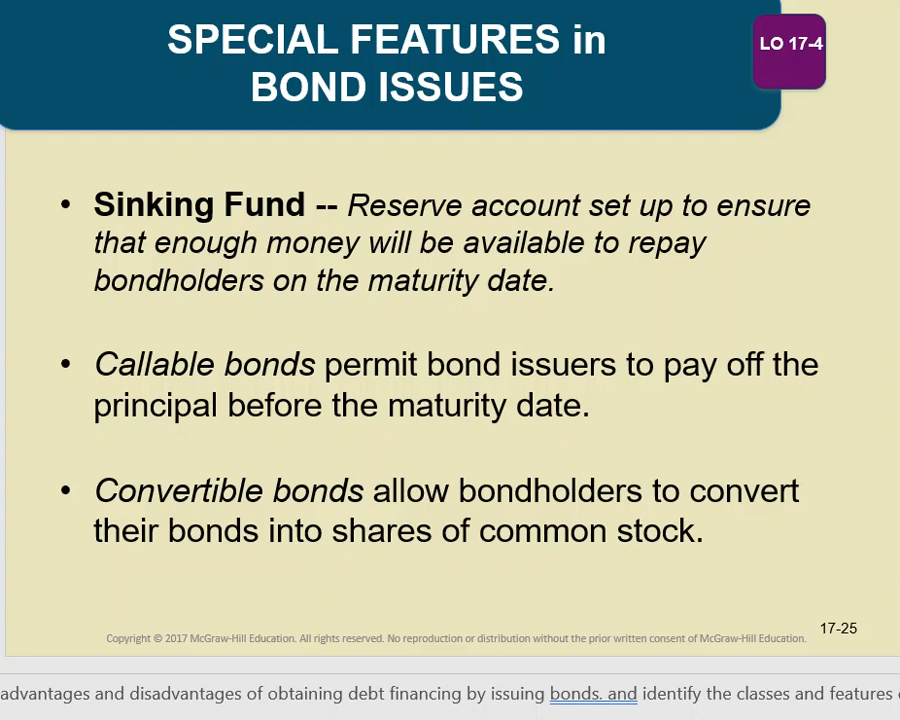 SPECIAL FEATURES in
BOND ISSUES
LO 17-4
• Sinking Fund -- Reserve account set up to ensure
that enough money will be available to repay
bondholders on the maturity date.
• Callable bonds permit bond issuers to pay off the
principal before the maturity date.
• Convertible bonds allow bondholders to convert
their bonds into shares of common stock.
17-25
Copyright © 2017 McGraw-Hill Education. All rights reserved. No reproduction or distribution without the prior written consent of McGraw-Hill Education.
advantages and disadvantages of obtaining debt financing by issuing bonds. and identify the classes and features